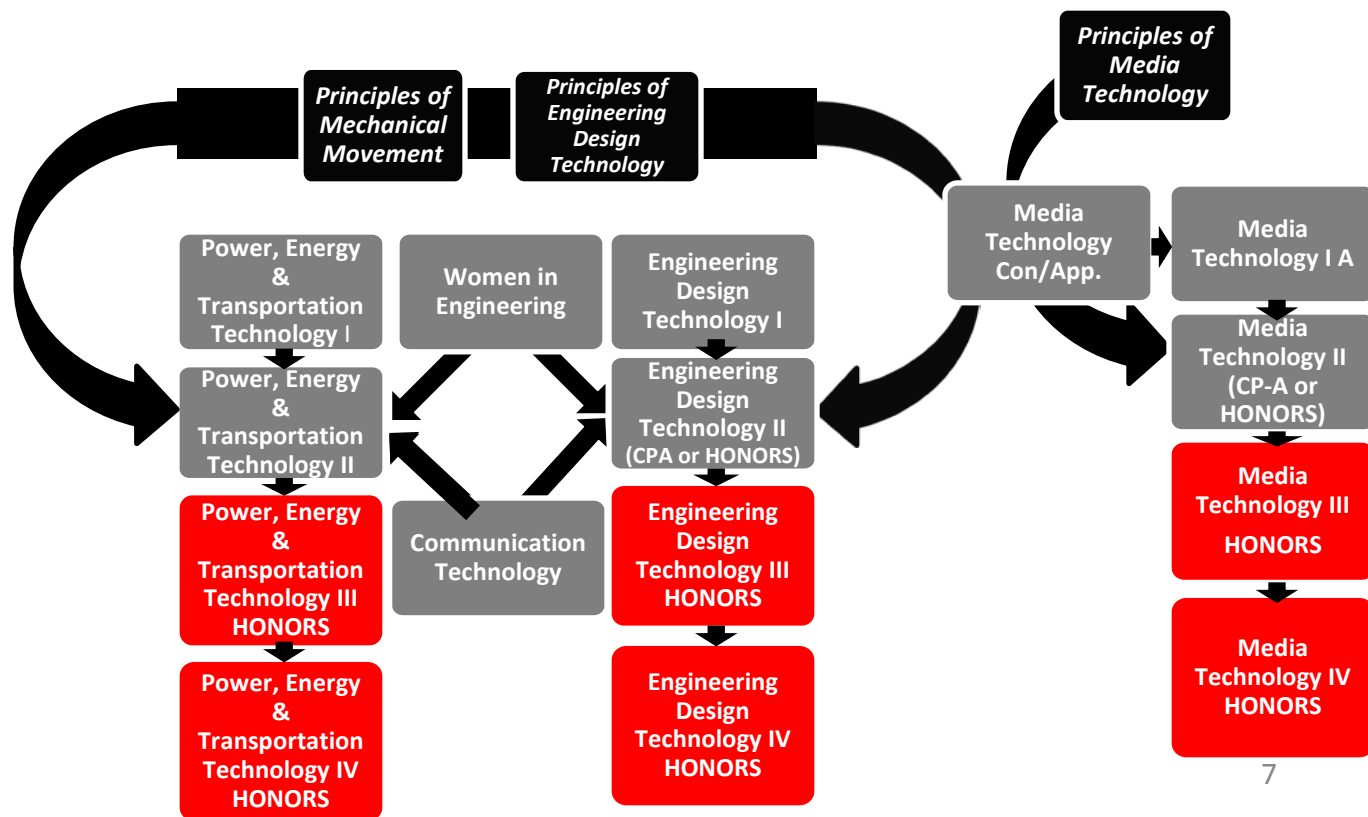 Principles of
Mechanical
Movement
Principles of
Engineering
Design
Technology
Principles of
Media
Technology
Power, Energy
&
Transportation
Technology I
Women in
Engineering
Engineering
Design
Technology I
Media
Technology
Con/App.
Media
Technology I A
Power, Energy
&
Transportation
Technology II
Engineering
Design
Technology II
(CPA or HONORS)
Media
Technology II
(CP-A or
HONORS)
Power, Energy
&
Transportation
Technology III
HONORS
Communication
Technology
Engineering
Design
Technology III
HONORS
Media
Technology III
HONORS
Power, Energy
&
Transportation
Technology IV
HONORS
Engineering
Design
Technology IV
HONORS
Media
Technology IV
HONORS
7